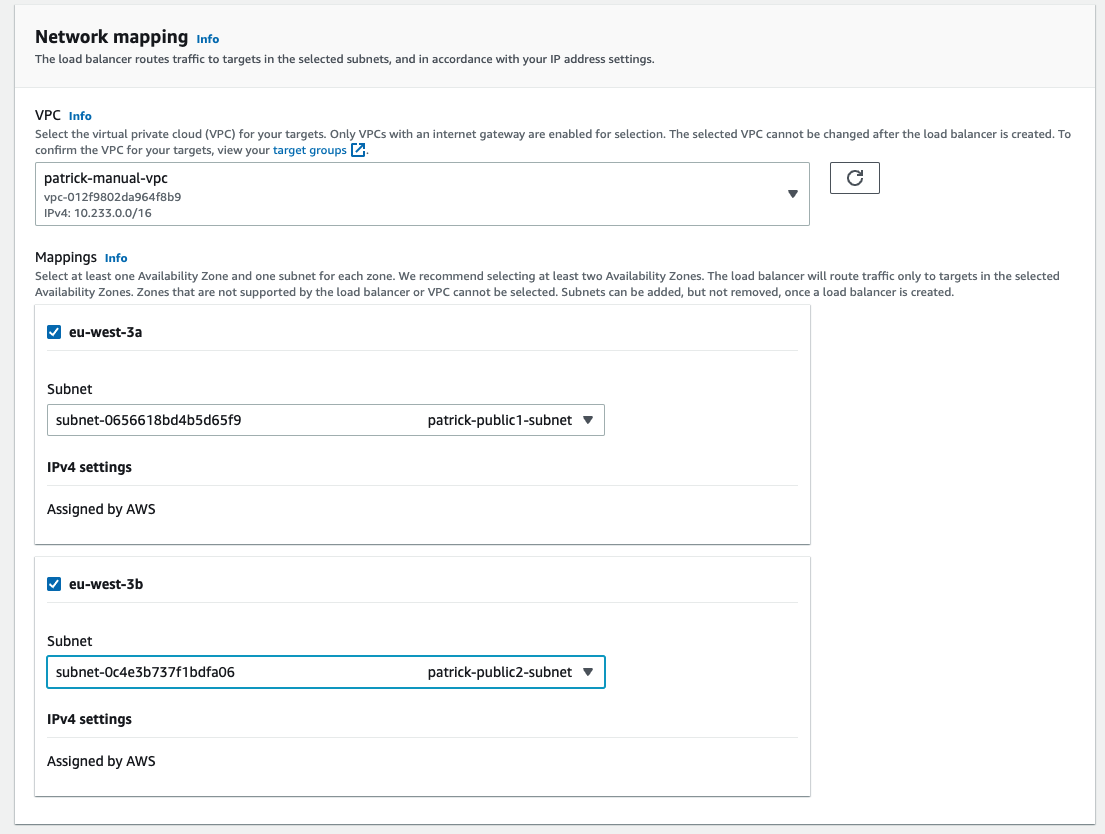 Network mapping Info
The load balancer routes traffic to targets in the selected subnets, and in accordance with your IP address settings.
VPC Info
Select the virtual private cloud (VPC) for your targets. Only VPCs with an internet gateway are enabled for selection. The selected VPC cannot be changed after the load balancer is created. To
confirm the VPC for your targets, view your target groups.
patrick-manual-vpc
vpc-012f9802da964f8b9
IPv4: 10.233.0.0/16
Mappings Info
Select at least one Availability Zone and one subnet for each zone. We recommend selecting at least two Availability Zones. The load balancer will route traffic only to targets in the selected
Availability Zones. Zones that are not supported by the load balancer or VPC cannot be selected. Subnets can be added, but not removed, once a load balancer is created.
eu-west-3a
Subnet
subnet-0656618bd4b5d65f9 patrick-public1-subnet
IPv4 settings
Assigned by AWS
eu-west-3b
Subnet
subnet-0c4e3b737f1bdfa06 patrick-public2-subnet
IPv4 settings
Assigned by AWS